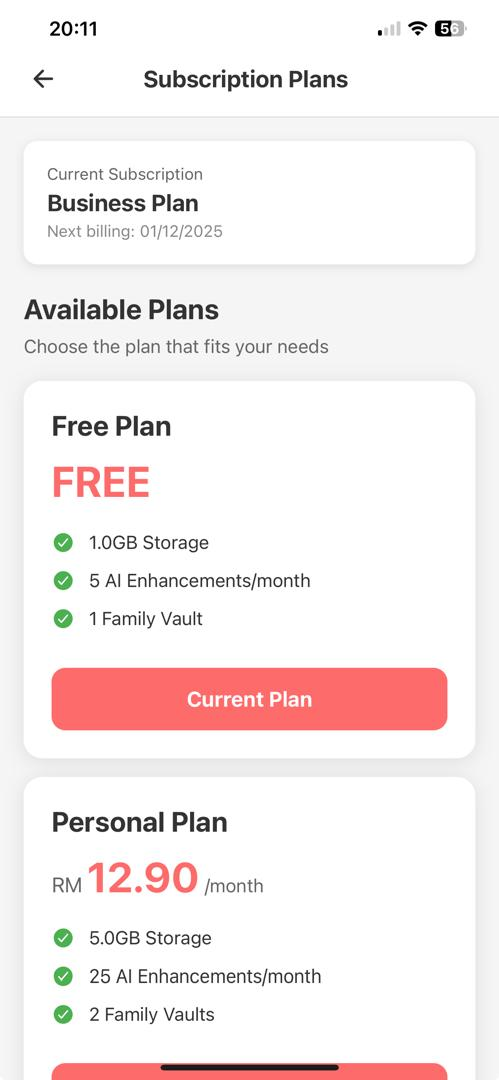 20:11
56
Subscription Plans
Current Subscription
Business Plan
Next billing: 01/12/2025
Available Plans
Choose the plan that fits your needs
Free Plan
FREE
1.0GB Storage
5 AI Enhancements/month
1 Family Vault
Current Plan
Personal Plan
RM 12.90 /month
5.0GB Storage
25 AI Enhancements/month
2 Family Vaults